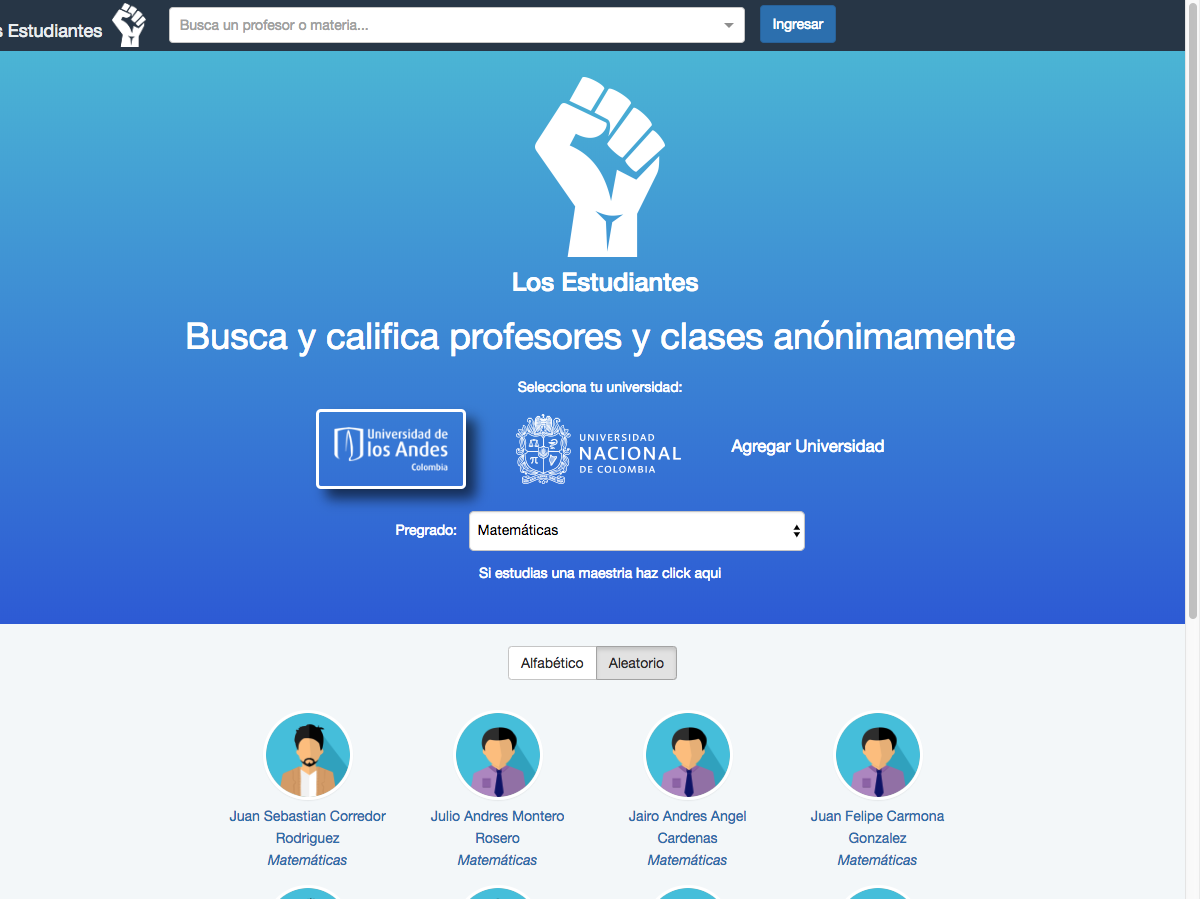 s Estudiantes
Busca un profesor o materia...
Ingresar
Los Estudiantes
Busca y califica profesores y clases anónimamente
Selecciona tu universidad:
Universidad de
los Andes
Colombia
UNIVERSIDAD
NACIONAL
DE COLOMBIA
Agregar Universidad
Pregrado:
Matemáticas
Si estudias una maestria haz click aqui
Alfabético
Aleatorio
Juan Sebastian Corredor
Rodriguez
Matemáticas
Julio Andres Montero
Rosero
Matemáticas
Jairo Andres Angel
Cardenas
Matemáticas
Juan Felipe Carmona
Gonzalez
Matemáticas